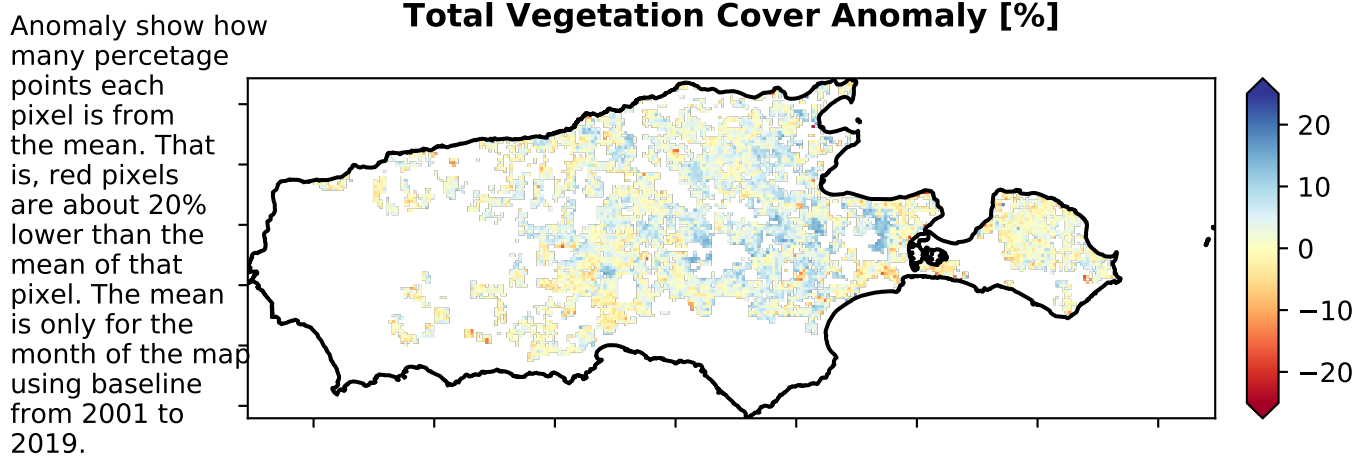 Total Vegetation Cover Anomaly [%]
Anomaly show how
many percetage
points each
pixel is from
the mean. That
is, red pixels
are about 20%
lower than the
mean of that
pixel. The mean
is only for the
month of the map
using baseline
from 2001 to
2019.
20
10
0
−10
−20